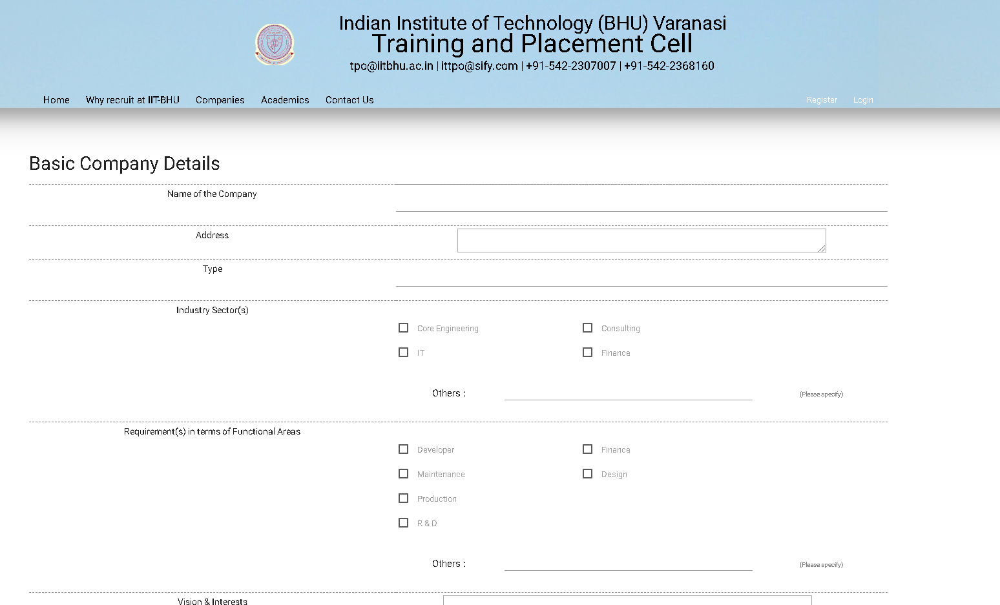 Indian Institute of Technology (BHU) Varanasi
Training and Placement Cell
tpo@iitbhu.ac.in | ittpo@sify.com | +91-542-2307007 | +91-542-2368160
Home Why recruit at IIT-BHU Companies Academics Contact Us Register Login
Basic Company Details
Name of the Company
Address
Type
Industry Sector(s)
Core Engineering Consulting
IT Finance
Others : (Please specify)
Requirement(s) in terms of Functional Areas
Developer Finance
Maintenance Design
Production
R & D
Others : (Please specify)
Vision & Interests